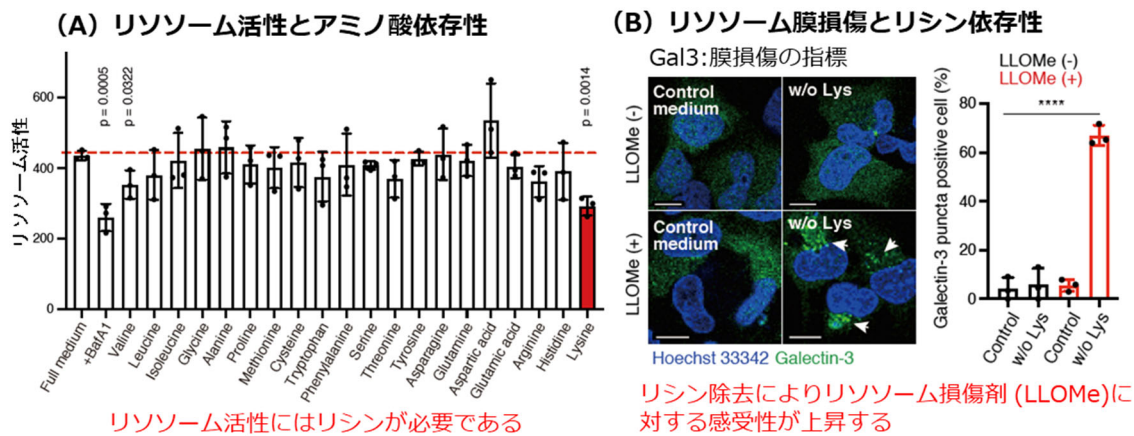 (A) リソソーム活性とアミノ酸依存性
リソソーム活性
600
400
200
0
p = 0.0005
p = 0.0322
p = 0.0014
Full medium
+BafA1
Valine
Leucine
Isoleucine
Glycine
Alanine
Proline
Methionine
Cysteine
Tryptophan
Phenylalanine
Serine
Threonine
Tyrosine
Asparagine
Glutamine
Aspartic acid
Glutamic acid
Arginine
Histidine
Lysine
リソソーム活性にはリシンが必要である
(B) リソソーム膜損傷とリシン依存性
Gal3:膜損傷の指標
LLOMe (-)
Control
medium
w/o Lys
LLOMe (+)
Control
medium
w/o Lys
Hoechst 33342 Galectin-3
LLOMe (-)
LLOMe (+)
Galectin-3 puncta positive cell (%)
80
60
40
20
0
****
Control
w/o Lys
Control
w/o Lys
リシン除去によりリソソーム損傷剤 (LLOMe)に
対する感受性が上昇する